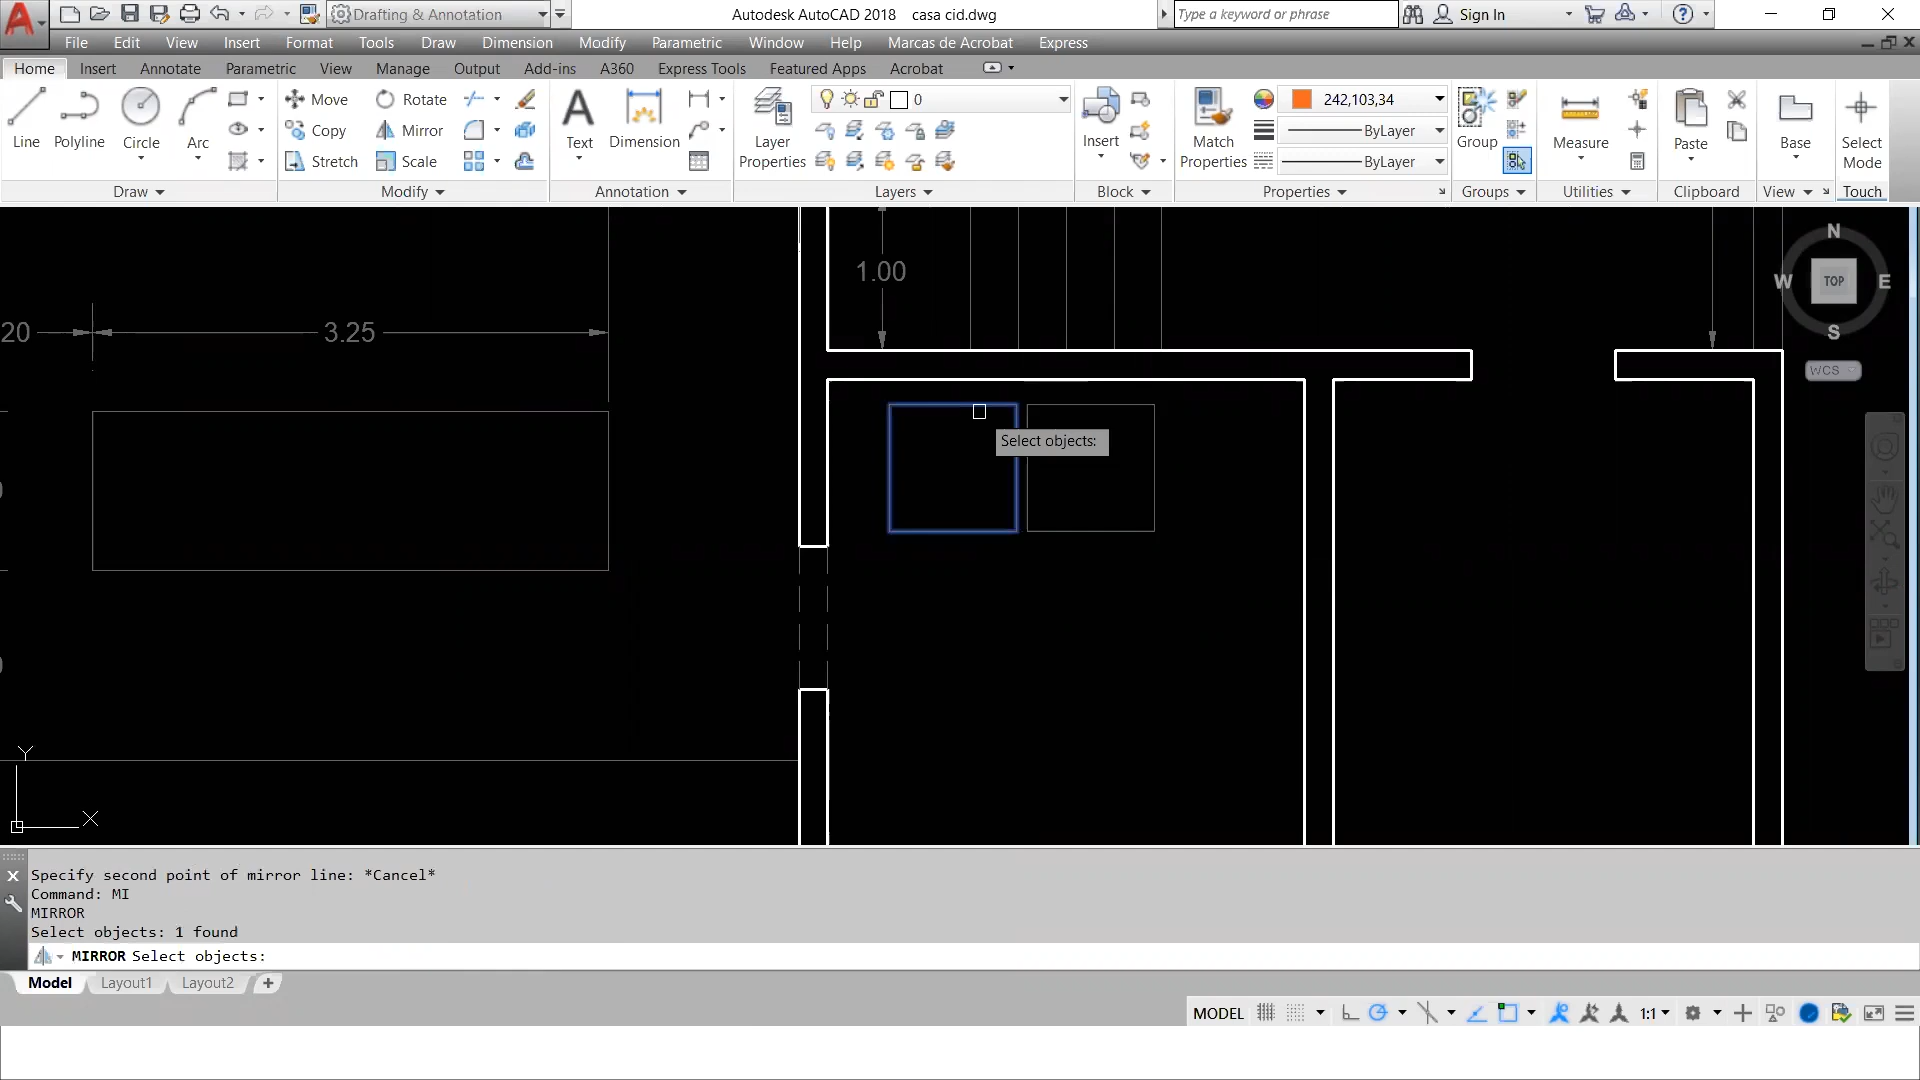 Drafting & Annotation
Autodesk AutoCAD 2018 casa cid.dwg
Type a keyword or phrase
Sign In
File Edit View Insert Format Tools Draw Dimension Modify Parametric Window Help Marcas de Acrobat Express
Home Insert Annotate Parametric View Manage Output Add-ins A360 Express Tools Featured Apps Acrobat
Line Polyline Circle Arc
Move Rotate
Copy Mirror
Stretch Scale
Text Dimension
Layer Properties
0
Insert
Match Properties
242,103,34
ByLayer
ByLayer
Group
Measure
Paste
Base
Select Mode
Draw Modify Annotation Layers Block Properties Groups Utilities Clipboard View Touch
1.00
20
3.25
N
W TOP E
S
WCS
Select objects:
Y
X
Specify second point of mirror line: *Cancel*
Command: MI
MIRROR
Select objects: 1 found
MIRROR Select objects:
Model Layout1 Layout2 +
MODEL 1:1